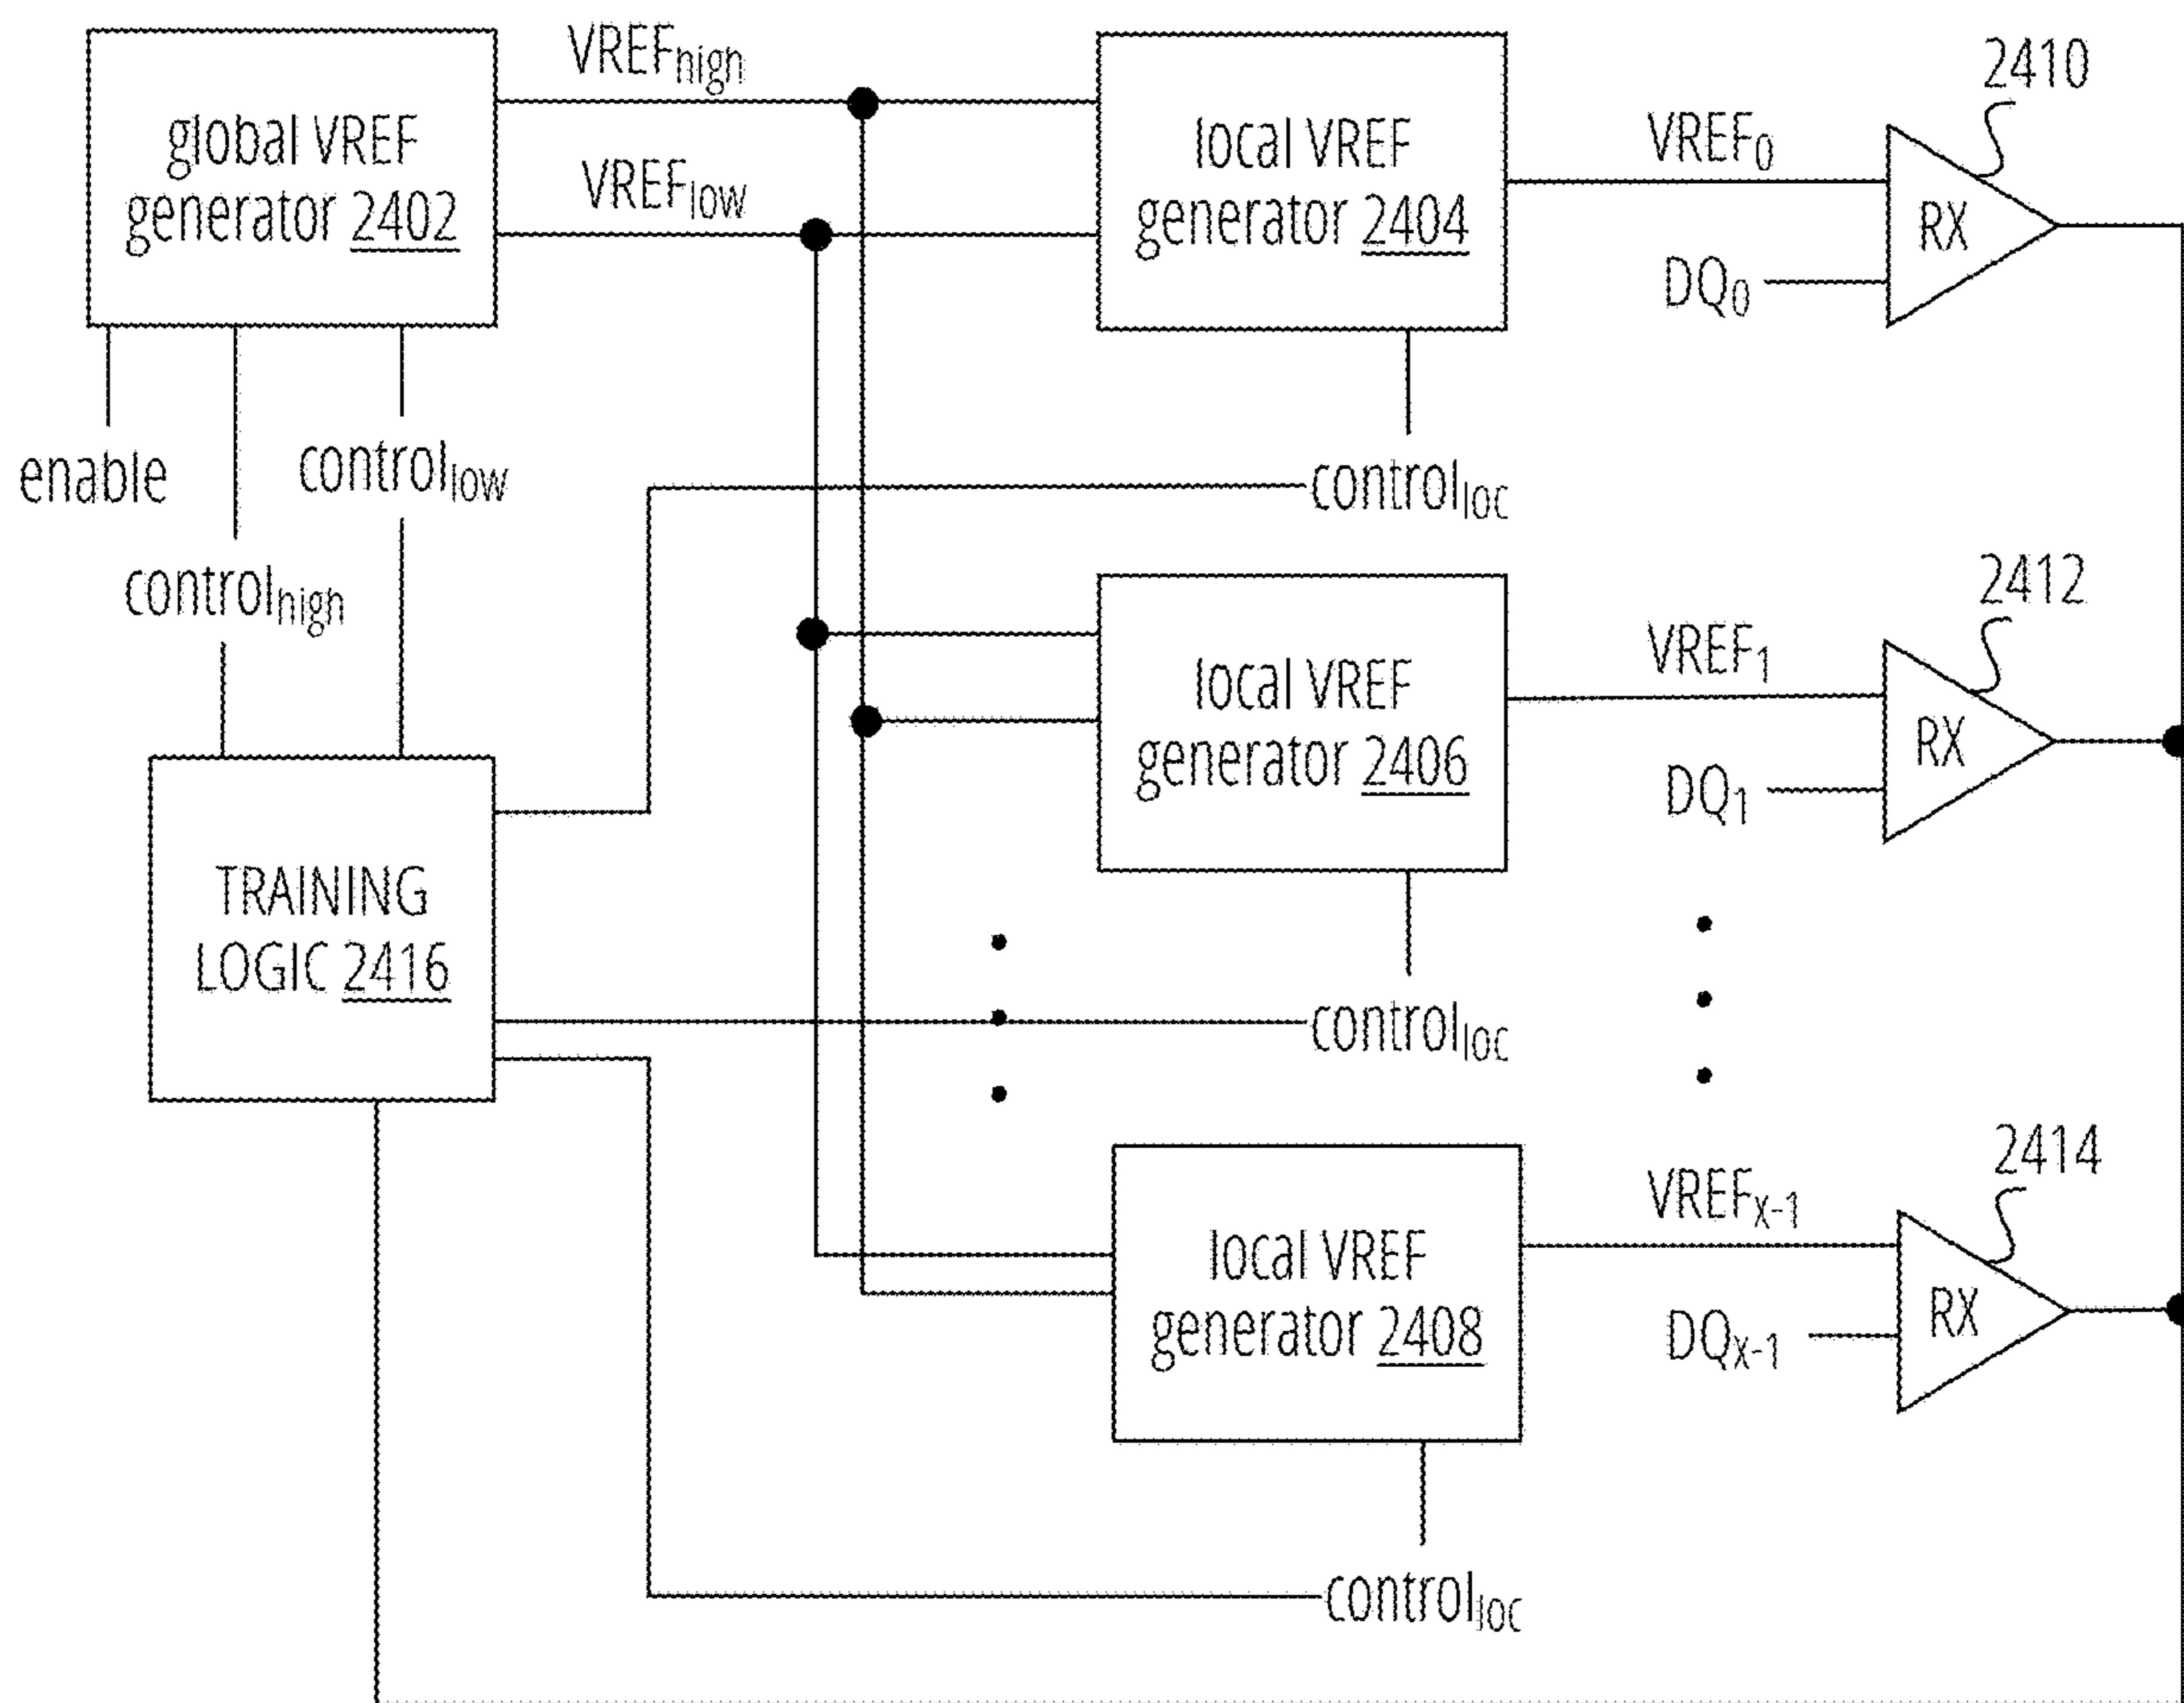 VREFhigh
2410
global VREF
generator 2402
local VREF
generator 2404
VREF0
VREFlow
RX
DQ0
enable
controllow
controlloc
controlhigh
2412
local VREF
generator 2406
VREF1
RX
DQ1
TRAINING
LOGIC 2416
controlloc
2414
local VREF
generator 2408
VREFx-1
RX
DQx-1
controlloc